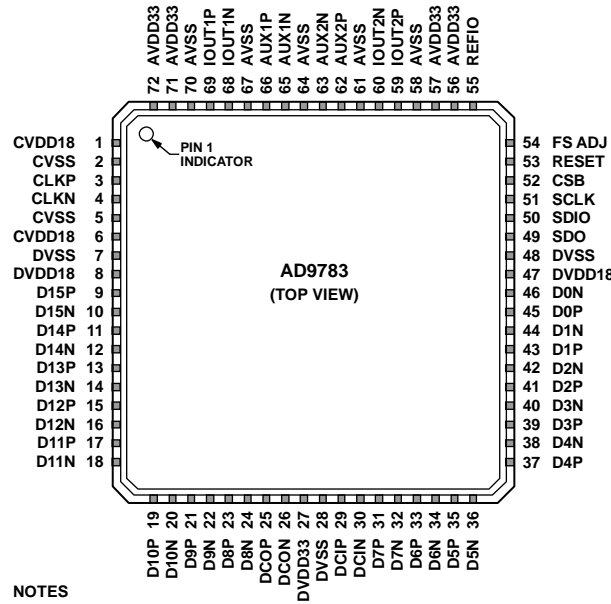 72 AVDD33
71 AVDD33
70 AVSS
69 IOUT1P
68 IOUT1N
67 AVSS
66 AUX1P
65 AUX1N
64 AVSS
63 AUX2N
62 AUX2P
61 AVSS
60 IOUT2N
59 IOUT2P
58 AVSS
57 AVDD33
56 AVDD33
55 REFIO
CVDD18 1
CVSS 2
CLKP 3
CLKN 4
CVSS 5
CVDD18 6
DVSS 7
DVDD18 8
D15P 9
D15N 10
D14P 11
D14N 12
D13P 13
D13N 14
D12P 15
D12N 16
D11P 17
D11N 18
PIN 1
INDICATOR
AD9783
(TOP VIEW)
54 FS ADJ
53 RESET
52 CSB
51 SCLK
50 SDIO
49 SDO
48 DVSS
47 DVDD18
46 D0N
45 D0P
44 D1N
43 D1P
42 D2N
41 D2P
40 D3N
39 D3P
38 D4N
37 D4P
D10P 19
D10N 20
D9P 21
D9N 22
D8P 23
D8N 24
DCOP 25
DCON 26
DVDD33 27
DVSS 28
DCIP 29
DCIN 30
D7P 31
D7N 32
D6P 33
D6N 34
D5P 35
D5N 36
NOTES